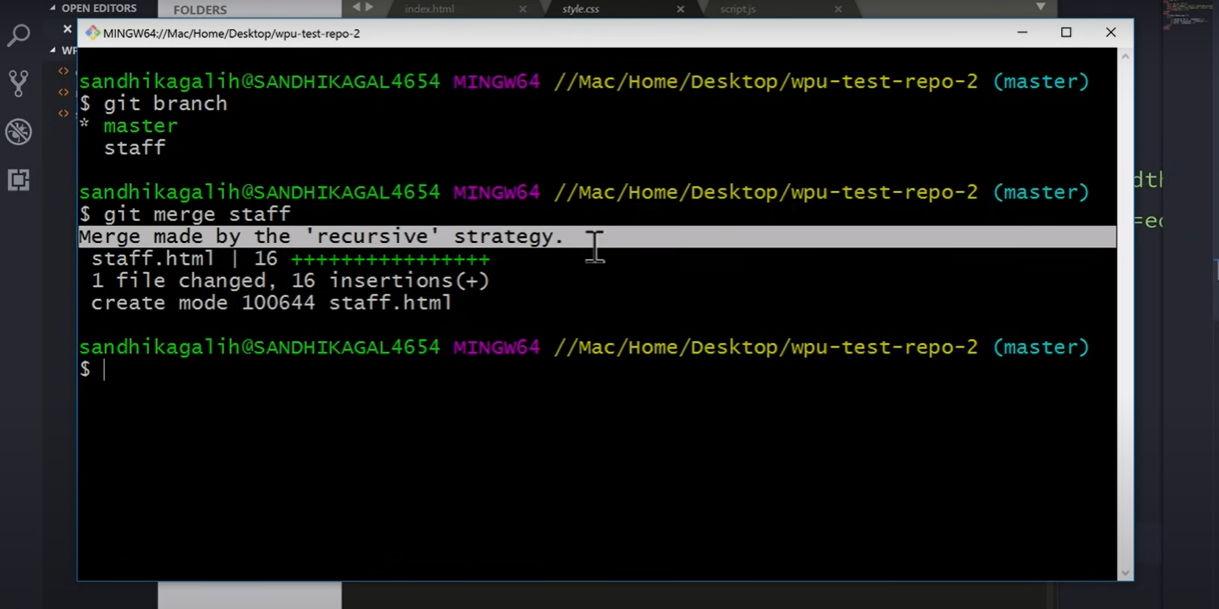 OPEN EDITORS
FOLDERS
index.html
style.css
script.js
MINGW64://Mac/Home/Desktop/wpu-test-repo-2
sandhikagalih@SANDHIKAGAL4654 MINGW64 //Mac/Home/Desktop/wpu-test-repo-2 (master)
$ git branch
* master
staff
sandhikagalih@SANDHIKAGAL4654 MINGW64 //Mac/Home/Desktop/wpu-test-repo-2 (master)
$ git merge staff
Merge made by the 'recursive' strategy.
staff.html | 16 ++++++++++++++++
1 file changed, 16 insertions(+)
create mode 100644 staff.html
sandhikagalih@SANDHIKAGAL4654 MINGW64 //Mac/Home/Desktop/wpu-test-repo-2 (master)
$